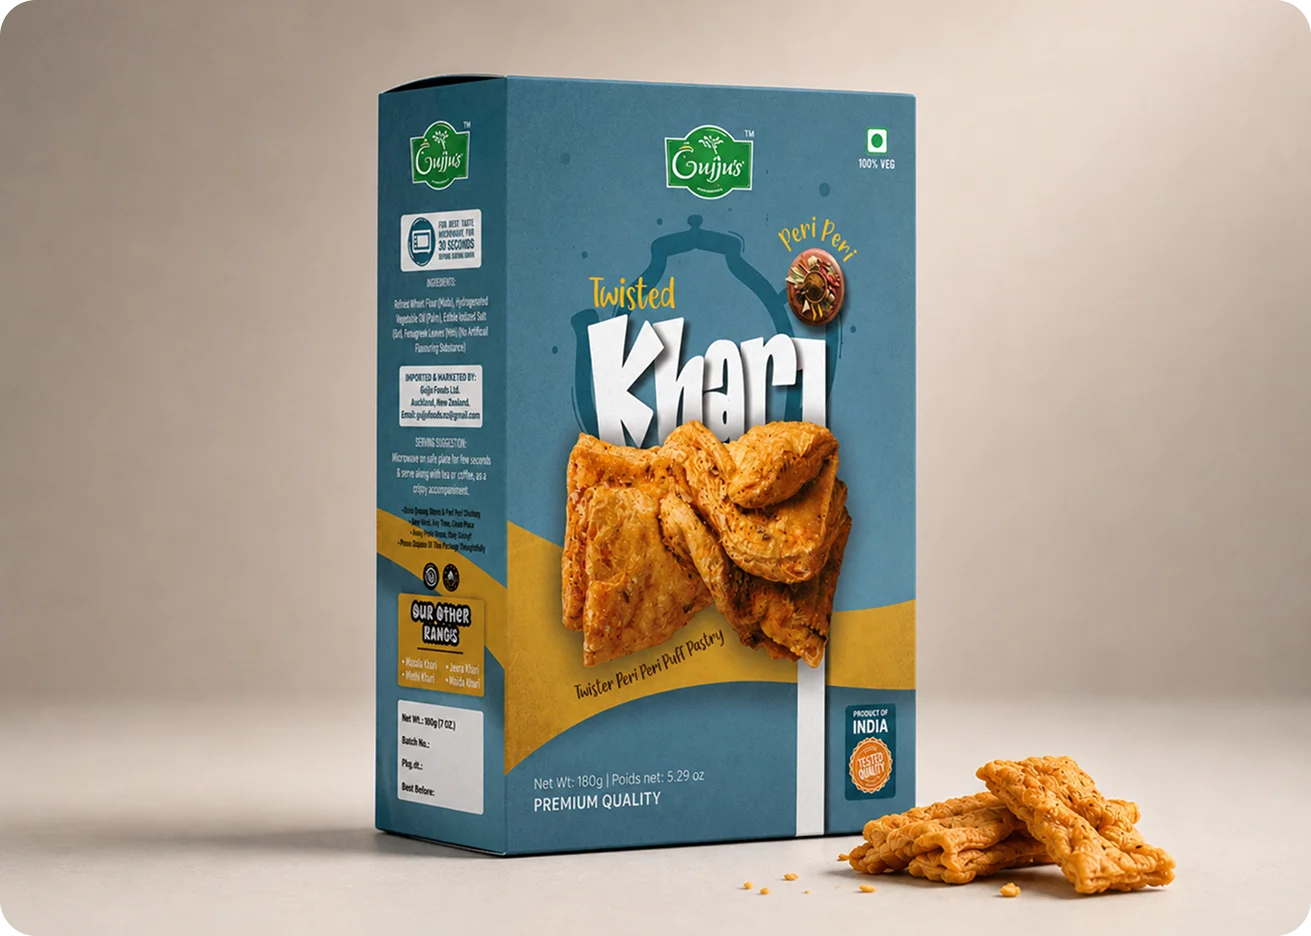 Gujju's
TM
FOR BEST TASTE
MICROWAVE FOR
30 SECONDS
INGREDIENTS:
Refined Wheat Flour (Maida), Hydrogenated
Vegetable Oil (Palm), Edible Iodized Salt
Fenugreek Leaves (No Artificial
Flavouring Substance)
IMPORTED & MARKETED BY:
Gujju Foods Ltd.
Auckland, New Zealand.
Email: gujjufoods.nz@gmail.com
SERVING SUGGESTION:
Microwave on safe plate for few seconds
& serve along with tea or coffee, as a
crispy accompaniment.
OUR OTHER
RANGES
• Masala Khari
• Jeera Khari
• Methi Khari
• Maida Khari
Net Wt.: 180g (7 OZ.)
Batch No.:
Pkg.dt.:
Best Before:
Gujju's
TM
100% VEG
Peri Peri
Twisted
Khari
Twister Peri Peri Puff Pastry
Net Wt: 180g | Poids net: 5.29 oz
PREMIUM QUALITY
PRODUCT OF
INDIA
TESTED
QUALITY